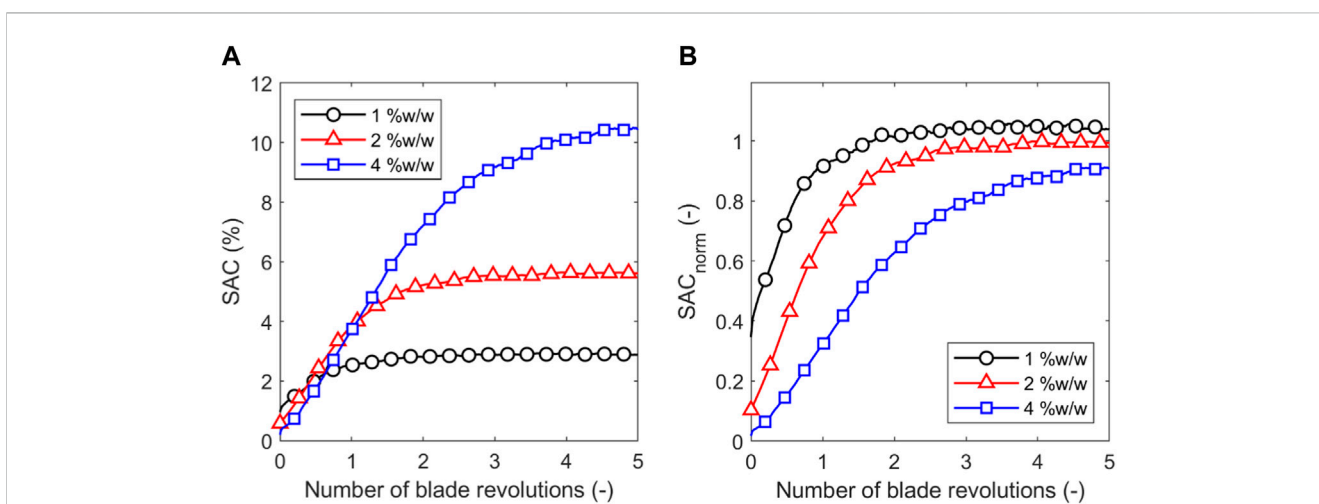 A
12
10
8
6
4
2
0
SAC (%)
1 %w/w
2 %w/w
4 %w/w
0 1 2 3 4 5
Number of blade revolutions (-)
B
1
0.8
0.6
0.4
0.2
0
SACnorm (-)
1 %w/w
2 %w/w
4 %w/w
0 1 2 3 4 5
Number of blade revolutions (-)